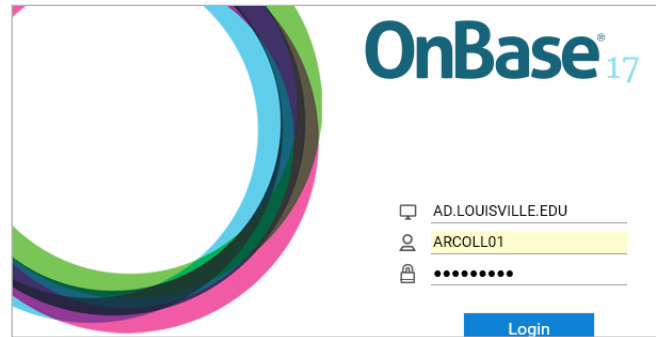 OnBase® 17
AD.LOUISVILLE.EDU
ARCOLL01
•••••••••
Login